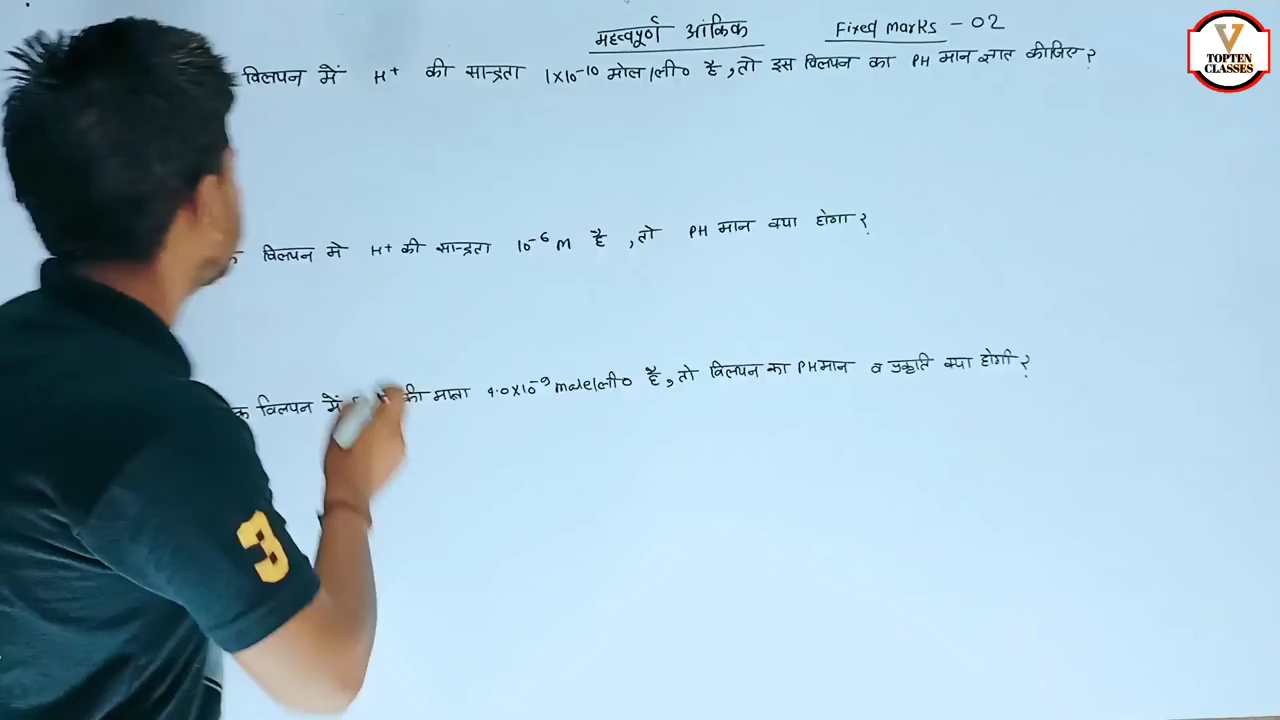 महत्वपूर्ण आंकिक Fixed marks - 02
विलयन में H⁺ की सान्द्रता 1×10⁻¹⁰ मोल/ली० है, तो इस विलयन का PH मान ज्ञात कीजिए?
विलयन मे H⁺ की सान्द्रता 10⁻⁶ M है, तो PH मान क्या होगा?
विलयन में की मात्रा 4.0×10⁻⁹ mole/ली० है, तो विलयन का PH मान व प्रकृति क्या होगी?
V
TOPTEN
CLASSES
3